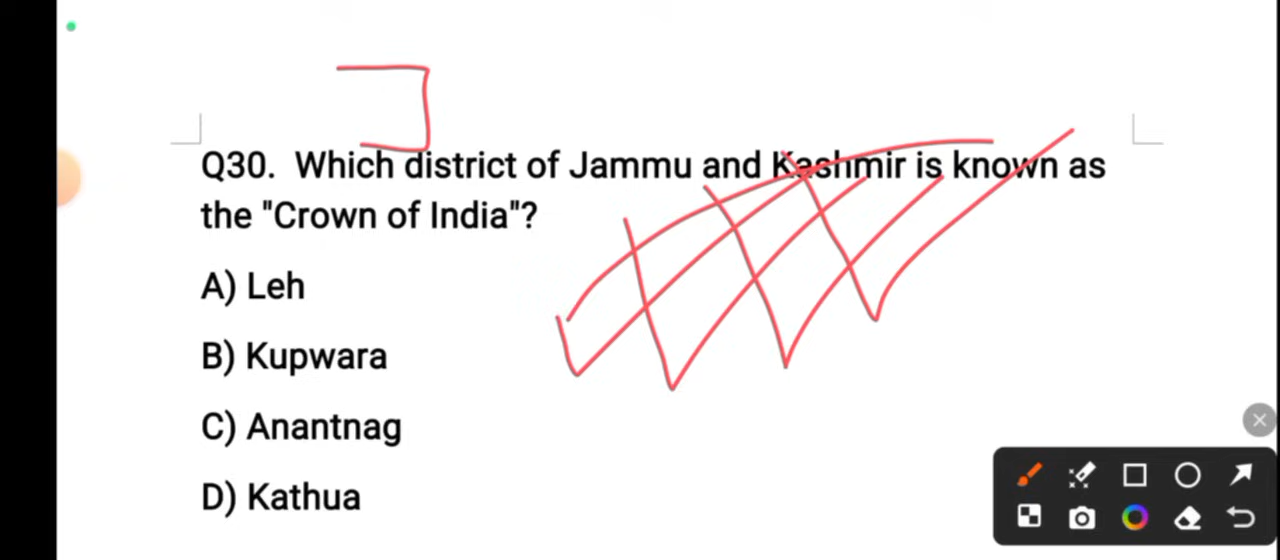 Q30. Which district of Jammu and Kashmir is known as
the "Crown of India"?
A) Leh
B) Kupwara
C) Anantnag
D) Kathua